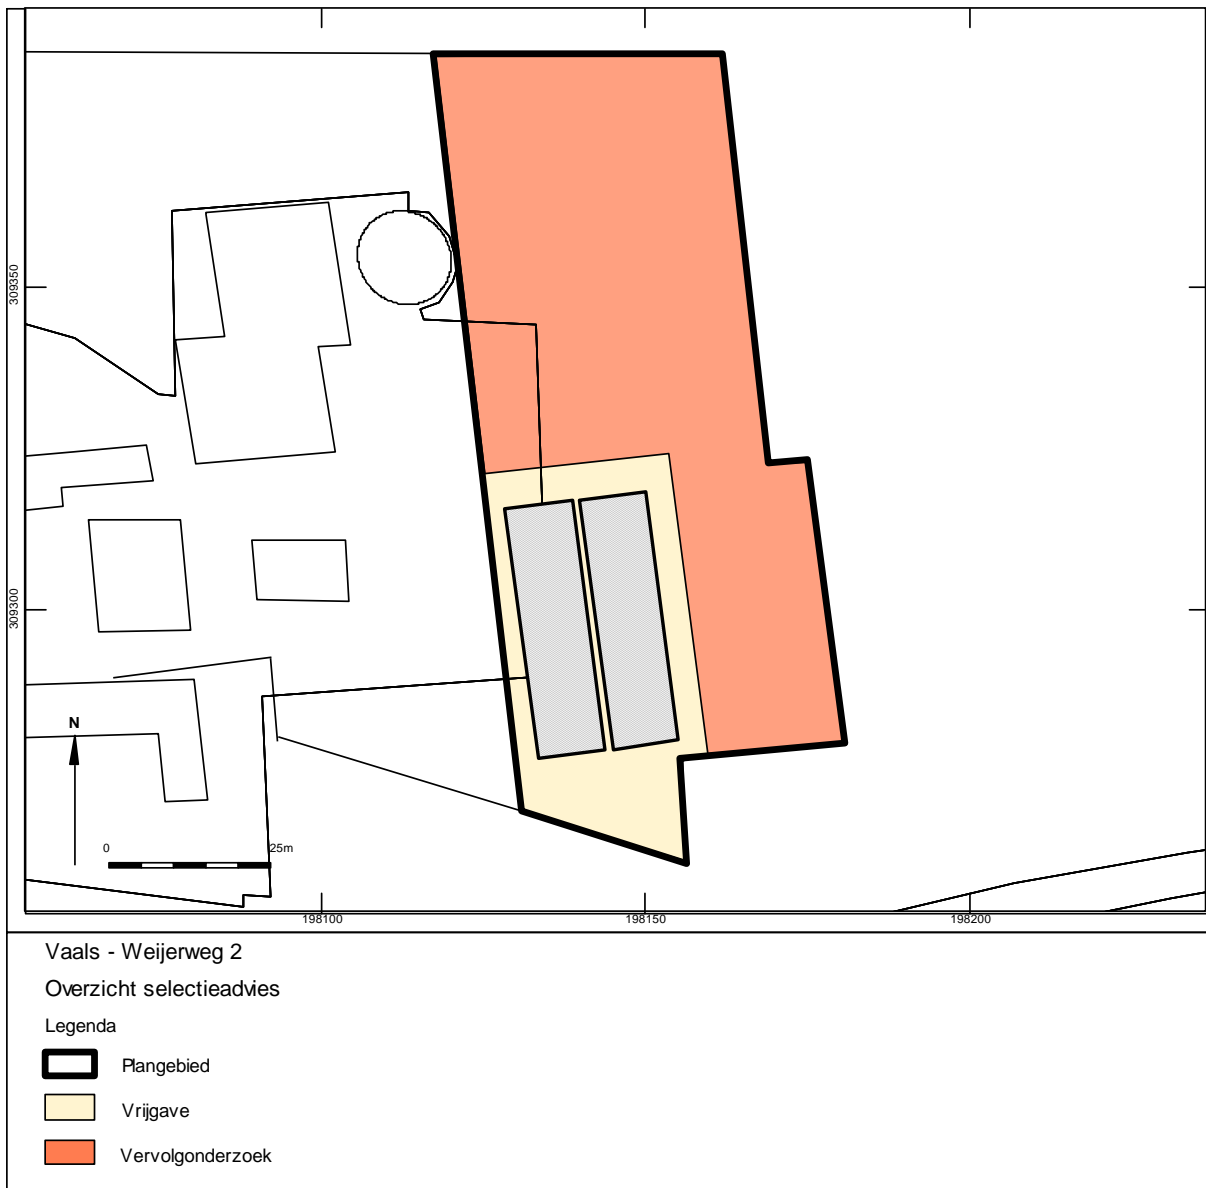 309350
309300
N
0 25m
198100 198150 198200
Vaals - Weijerweg 2
Overzicht selectieadvies
Legenda
Plangebied
Vrijgave
Vervolgonderzoek